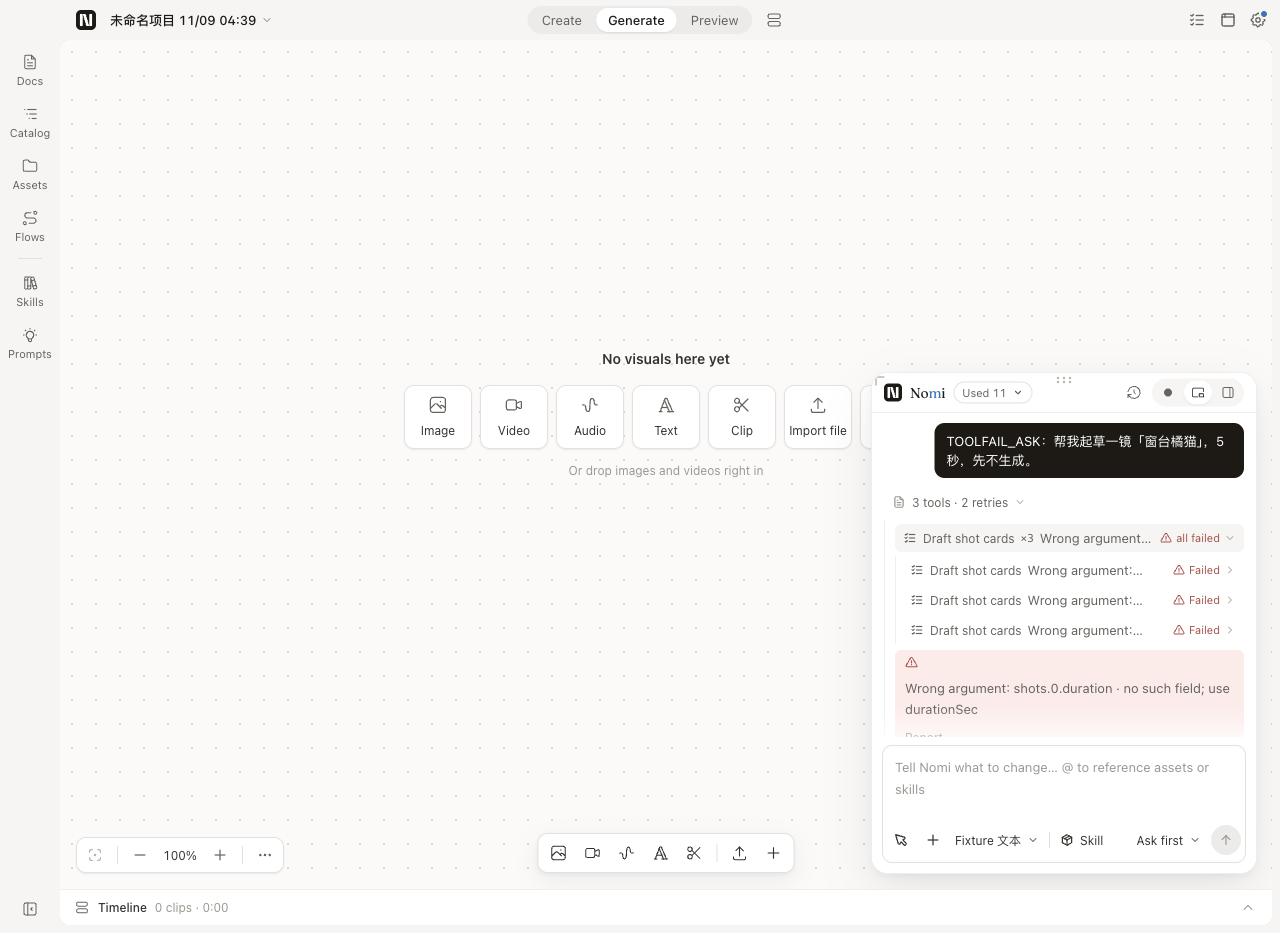 未命名项目 11/09 04:39
Create
Generate
Preview
Docs
Catalog
Assets
Flows
Skills
Prompts
No visuals here yet
Image
Video
Audio
Text
Clip
Import file
Or drop images and videos right in
Nomi
Used 11
TOOLFAIL_ASK：帮我起草一镜「窗台橘猫」，5
秒，先不生成。
3 tools · 2 retries
Draft shot cards ×3 Wrong argument... all failed
Draft shot cards Wrong argument:... Failed
Draft shot cards Wrong argument:... Failed
Draft shot cards Wrong argument:... Failed
Wrong argument: shots.0.duration · no such field; use
durationSec
Tell Nomi what to change... @ to reference assets or
skills
Fixture 文本
Skill
Ask first
100%
Timeline 0 clips · 0:00